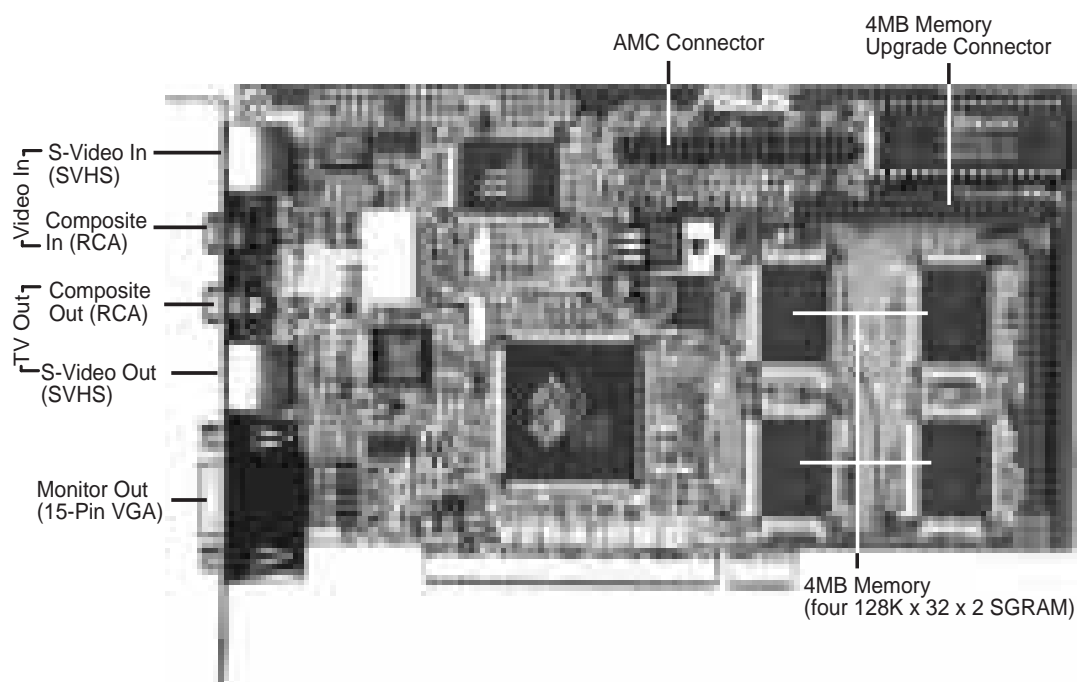 AMC Connector
4MB Memory
Upgrade Connector
Video In
S-Video In
(SVHS)
Composite
In (RCA)
TV Out
Composite
Out (RCA)
S-Video Out
(SVHS)
Monitor Out
(15-Pin VGA)
4MB Memory
(four 128K x 32 x 2 SGRAM)